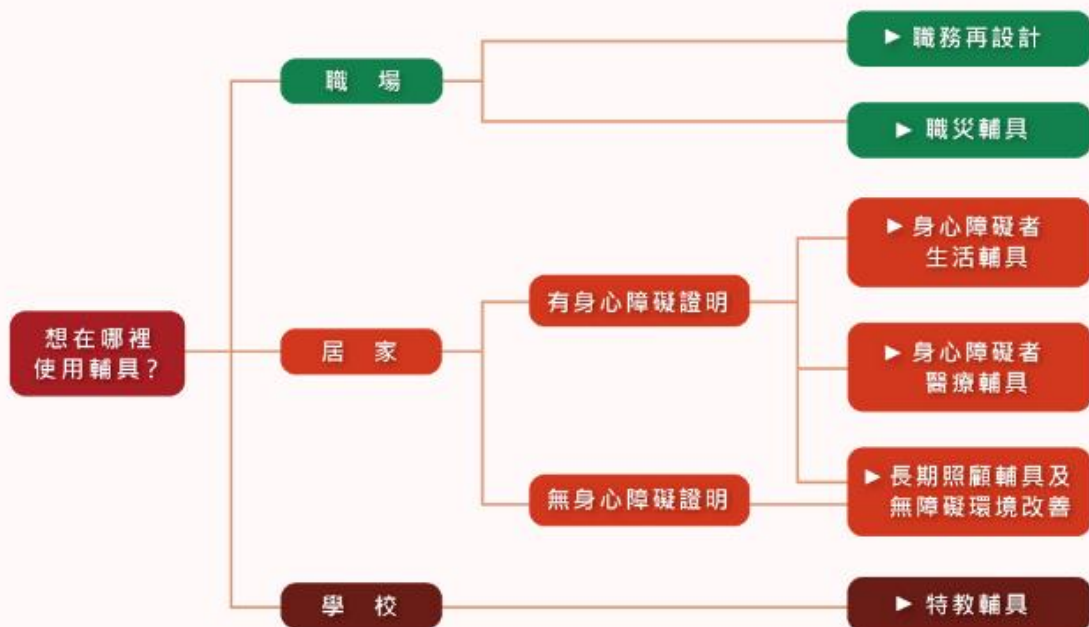 想在哪裡
使用輔具?
職 場
▶ 職務再設計
▶ 職災輔具
居 家
有身心障礙證明
▶ 身心障礙者
生活輔具
▶ 身心障礙者
醫療輔具
▶ 長期照顧輔具及
無障礙環境改善
無身心障礙證明
學 校
▶ 特教輔具